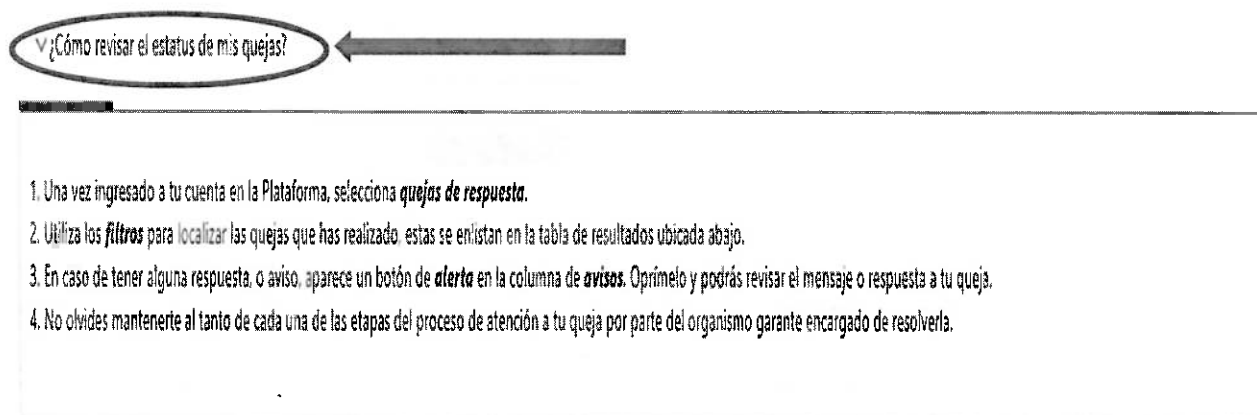 ¿Cómo revisar el estatus de mis quejas?
1. Una vez ingresado a tu cuenta en la Plataforma, selecciona quejas de respuesta.
2. Utiliza los filtros para localizar las quejas que has realizado, estas se enlistan en la tabla de resultados ubicada abajo.
3. En caso de tener alguna respuesta, o aviso, aparece un botón de alerta en la columna de avisos. Oprímelo y podrás revisar el mensaje o respuesta a tu queja.
4. No olvides mantenerte al tanto de cada una de las etapas del proceso de atención a tu queja por parte del organismo garante encargado de resolverla.